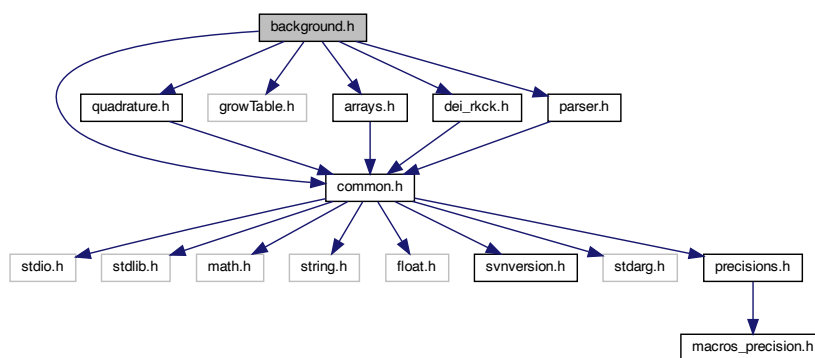 background.h
quadrature.h
growTable.h
arrays.h
dei_rkck.h
parser.h
common.h
stdio.h
stdlib.h
math.h
string.h
float.h
svnversion.h
stdarg.h
precisions.h
macros_precision.h